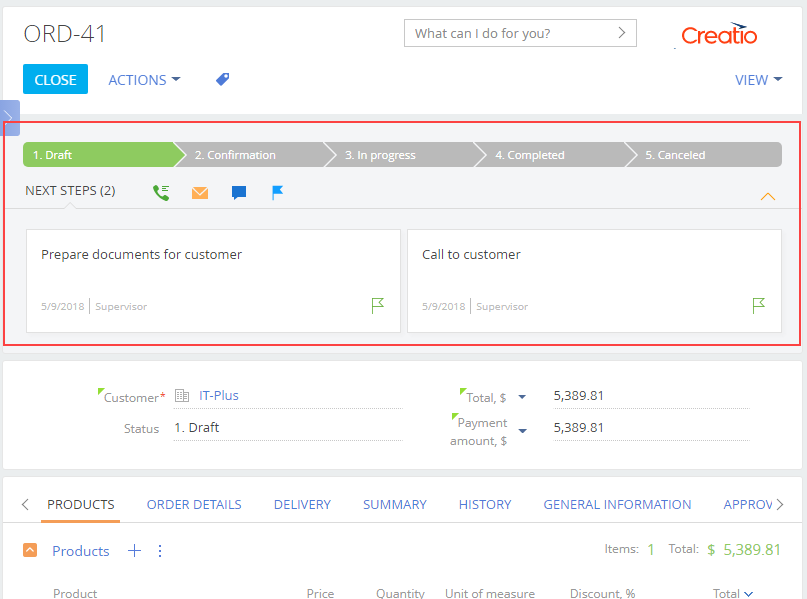 ORD-41
What can I do for you?
Creatio
CLOSE ACTIONS VIEW
1. Draft 2. Confirmation 3. In progress 4. Completed 5. Canceled
NEXT STEPS (2)
Prepare documents for customer
5/9/2018 Supervisor
Call to customer
5/9/2018 Supervisor
Customer* IT-Plus
Total, $ 5,389.81
Status 1. Draft
Payment amount, $ 5,389.81
PRODUCTS ORDER DETAILS DELIVERY SUMMARY HISTORY GENERAL INFORMATION APPROV
Products Items: 1 Total: $ 5,389.81
Product Price Quantity Unit of measure Discount, % Total